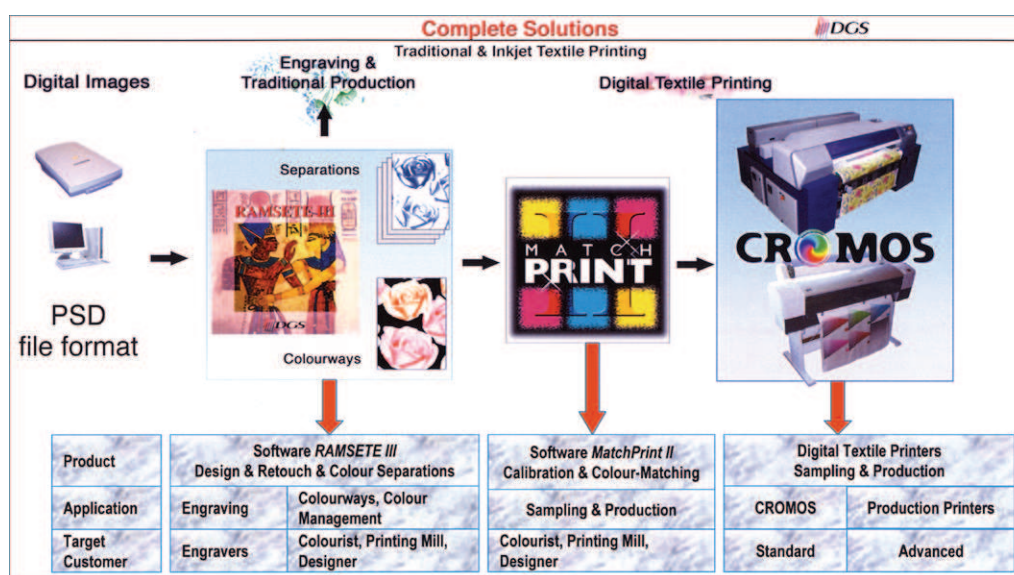 Complete Solutions
DGS
Traditional & Inkjet Textile Printing
Digital Images
Engraving &
Traditional Production
Digital Textile Printing
PSD
file format
Separations
RAMSETE-III
DGS
Colourways
MATCH
PRINT
CROMOS
Product
Software RAMSETE III
Design & Retouch & Colour Separations
Software MatchPrint II
Calibration & Colour-Matching
Digital Textile Printers
Sampling & Production
Application
Engraving
Colourways, Colour
Management
Sampling & Production
CROMOS
Production Printers
Target
Customer
Engravers
Colourist, Printing Mill,
Designer
Colourist, Printing Mill,
Designer
Standard
Advanced